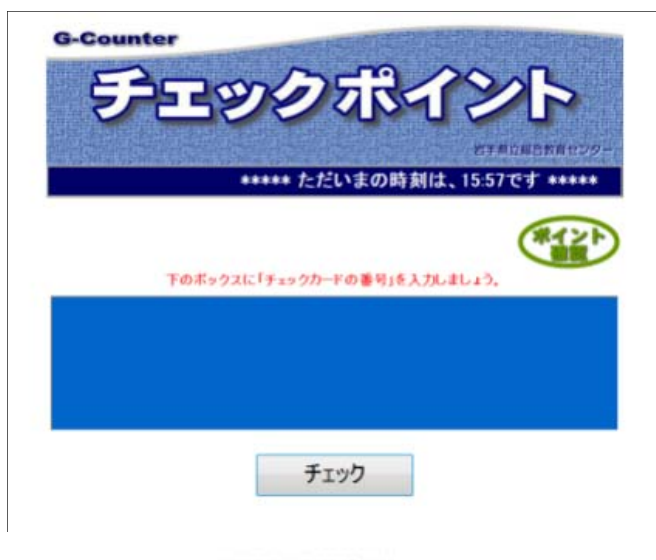 G-Counter
チェックポイント
岩手県立総合教育センター
***** ただいまの時刻は、15:57です *****
ポイント
確認
下のボックスに「チェックカードの番号」を入力しましょう。
チェック